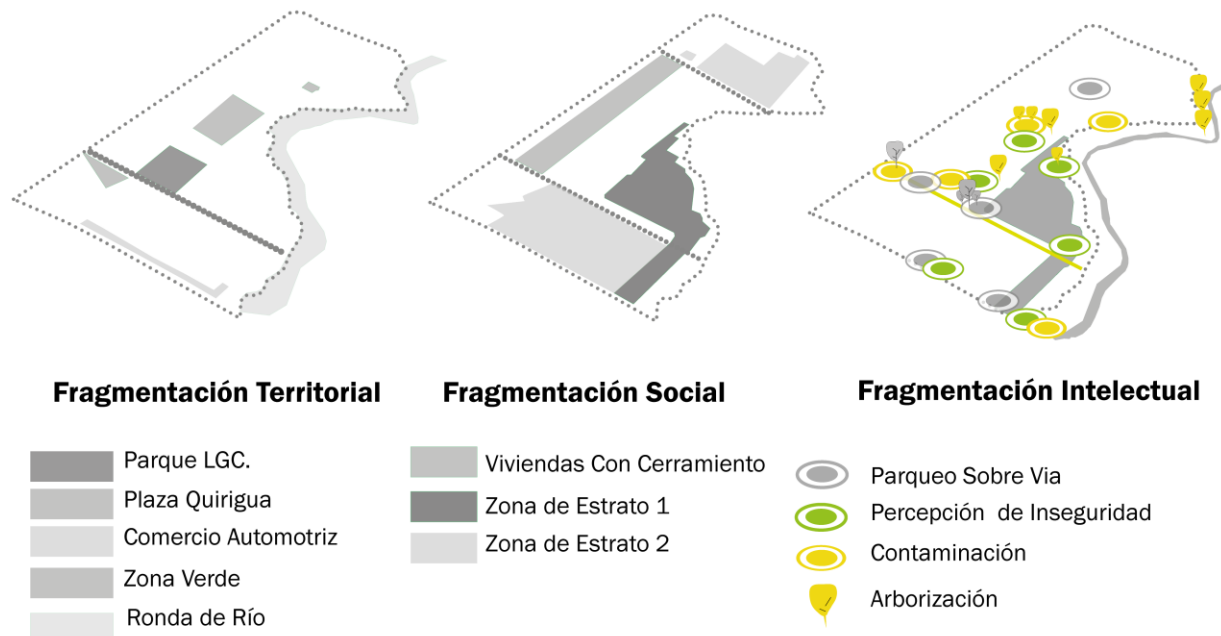 Fragmentación Territorial
Parque LGC.
Plaza Quirigua
Comercio Automotriz
Zona Verde
Ronda de Río
Fragmentación Social
Viviendas Con Cerramiento
Zona de Estrato 1
Zona de Estrato 2
Fragmentación Intelectual
Parqueo Sobre Via
Percepción de Inseguridad
Contaminación
Arborización